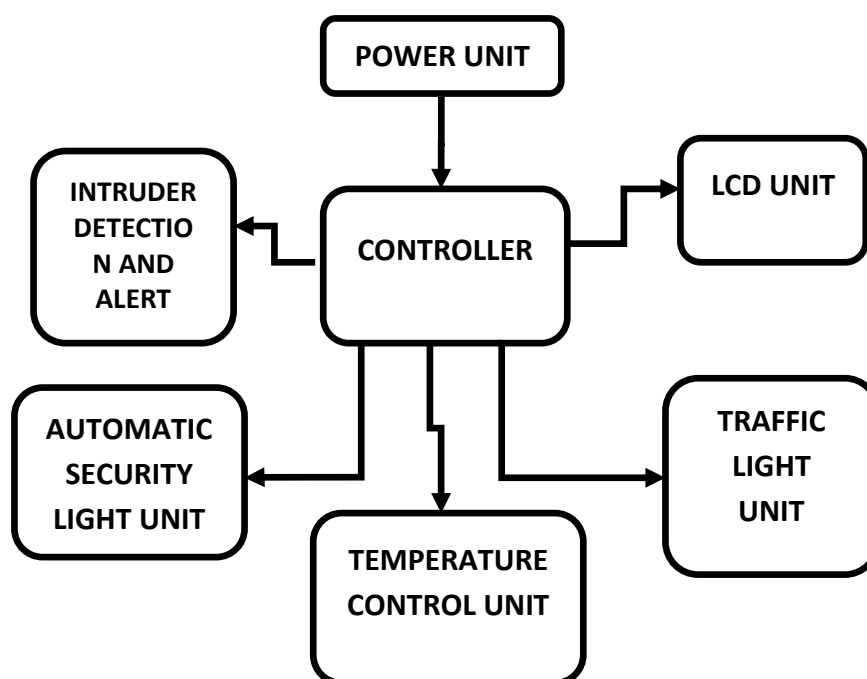 POWER UNIT
INTRUDER
DETECTIO
N AND
ALERT
CONTROLLER
LCD UNIT
AUTOMATIC
SECURITY
LIGHT UNIT
TEMPERATURE
CONTROL UNIT
TRAFFIC
LIGHT
UNIT